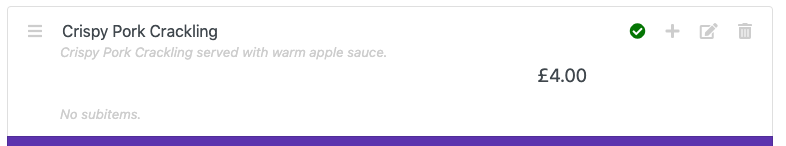 Crispy Pork Crackling
Crispy Pork Crackling served with warm apple sauce.
£4.00
No subitems.